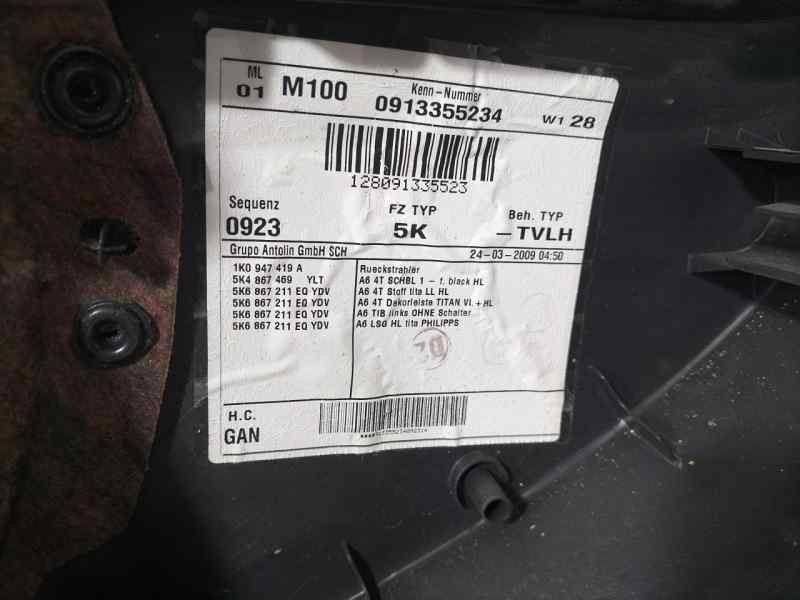 ML
01 M100 Kenn-Nummer
0913355234 W1 28
128091335523
Sequenz FZ TYP Beh. TYP
0923 5K -TVLH
Grupo Antolin GmbH SCH 24-03-2009 04:50
1K0 947 419 A Rueckstrahler
5K4 867 469 YLT A6 4T SCHBL 1 - f. black HL
5K6 867 211 EQ YDV A6 4T Stoff tita LL HL
5K6 867 211 EQ YDV A6 4T Dekorleiste TITAN VI. + HL
5K6 867 211 EQ YDV A6 TIB links OHNE Schalter
5K6 867 211 EQ YDV A6 LSG HL tita PHILIPPS
H.C.
GAN